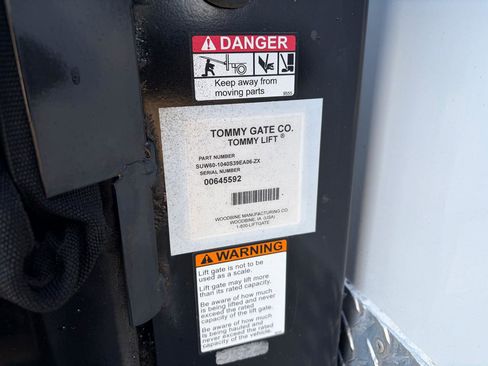 DANGER
Keep away from
moving parts
TOMMY GATE CO.
TOMMY LIFT ®
PART NUMBER
SUW60-1040S39EA06-ZX
SERIAL NUMBER
00645592
WOODBINE MANUFACTURING CO.
WOODBINE, IA. (USA)
1-800-LIFTGATE
WARNING
Lift gate is not to be
used as a scale.
Lift gate may lift more
than its rated capacity.
Be aware of how much
is being lifted and never
exceed the rated
capacity of the lift gate.
Be aware of how much
is being hauled and
never exceed the rated
capacity of the vehicle.